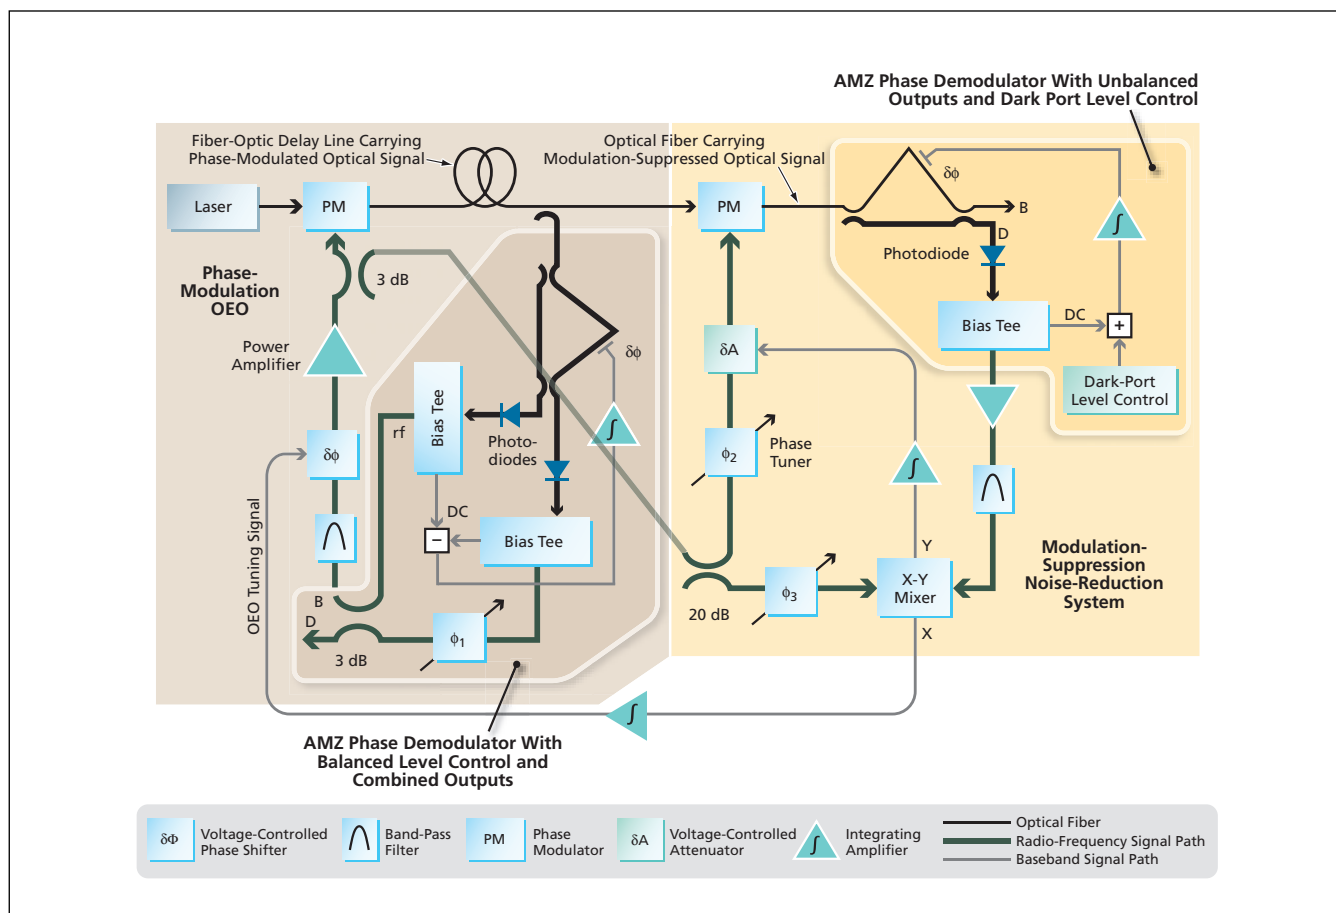 AMZ Phase Demodulator With Unbalanced
Outputs and Dark Port Level Control
Fiber-Optic Delay Line Carrying
Phase-Modulated Optical Signal
Optical Fiber Carrying
Modulation-Suppressed Optical Signal
δϕ
Laser
PM
PM
B
D
∫
Photodiode
Phase-
Modulation
OEO
3 dB
Bias Tee
DC
+
Power
Amplifier
δϕ
δA
Dark-Port
Level Control
Bias Tee
rf
Photo-
diodes
∫
δϕ
ϕ2
Phase
Tuner
∫
DC
−
Bias Tee
OEO Tuning Signal
Y
Modulation-
Suppression
Noise-Reduction
System
B
D
3 dB
ϕ1
20 dB
ϕ3
X-Y
Mixer
X
∫
AMZ Phase Demodulator With
Balanced Level Control and
Combined Outputs
δΦ
Voltage-Controlled
Phase Shifter
Band-Pass
Filter
PM
Phase
Modulator
δA
Voltage-Controlled
Attenuator
∫
Integrating
Amplifier
Optical Fiber
Radio-Frequency Signal Path
Baseband Signal Path